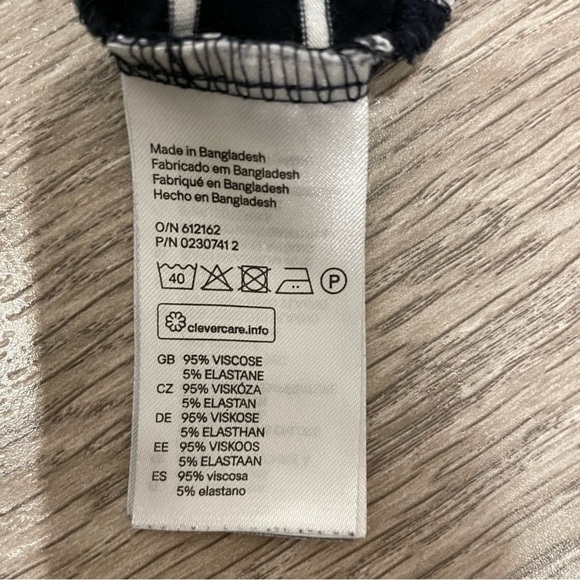 Made in Bangladesh
Fabricado em Bangladesh
Fabriqué en Bangladesh
Hecho en Bangladesh
O/N 612162
P/N 0230741 2
40 P
clevercare.info
GB 95% VISCOSE
5% ELASTANE
CZ 95% VISKÓZA
5% ELASTAN
DE 95% VISKOSE
5% ELASTHAN
EE 95% VISKOOS
5% ELASTAAN
ES 95% viscosa
5% elastano